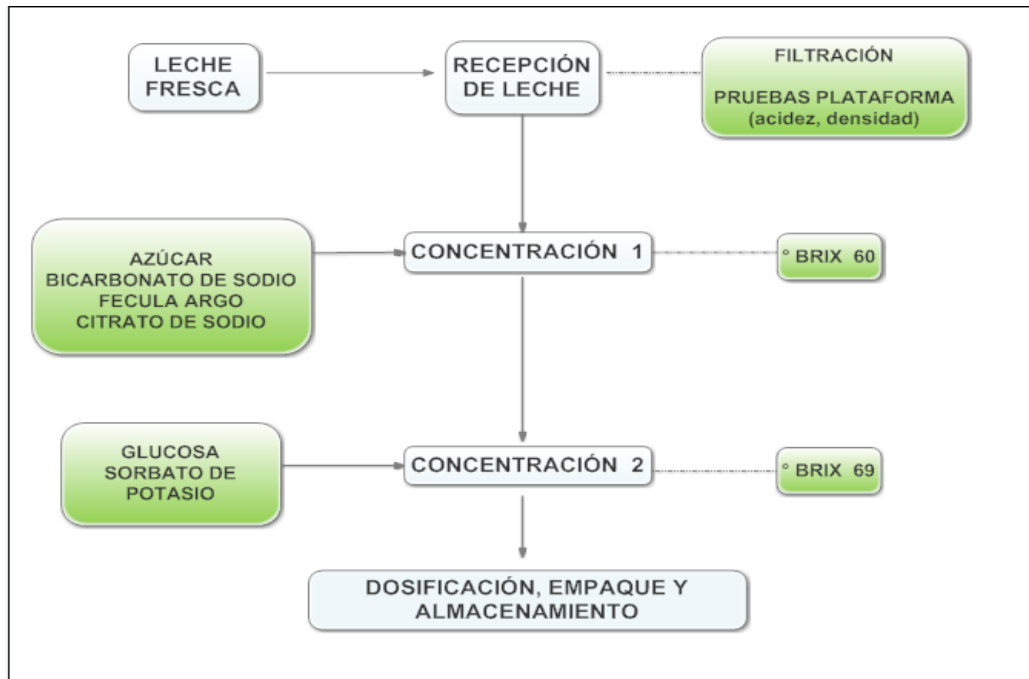 LECHE
FRESCA
RECEPCIÓN
DE LECHE
FILTRACIÓN
PRUEBAS PLATAFORMA
(acidez, densidad)
AZÚCAR
BICARBONATO DE SODIO
FECULA ARGO
CITRATO DE SODIO
CONCENTRACIÓN 1
° BRIX 60
GLUCOSA
SORBATO DE
POTASIO
CONCENTRACIÓN 2
° BRIX 69
DOSIFICACIÓN, EMPAQUE Y
ALMACENAMIENTO